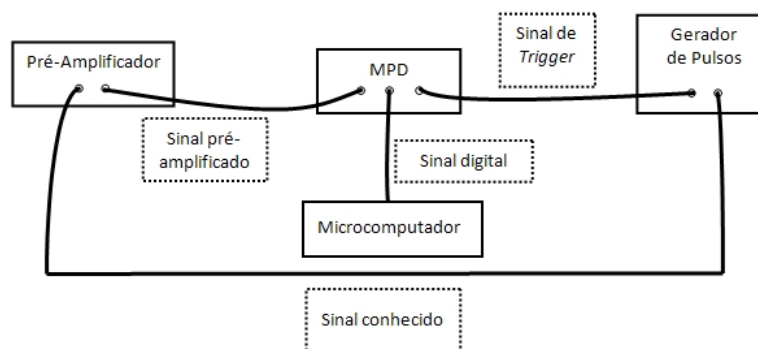 Pré-Amplificador
MPD
Sinal de
Trigger
Gerador
de Pulsos
Sinal pré-
amplificado
Sinal digital
Microcomputador
Sinal conhecido